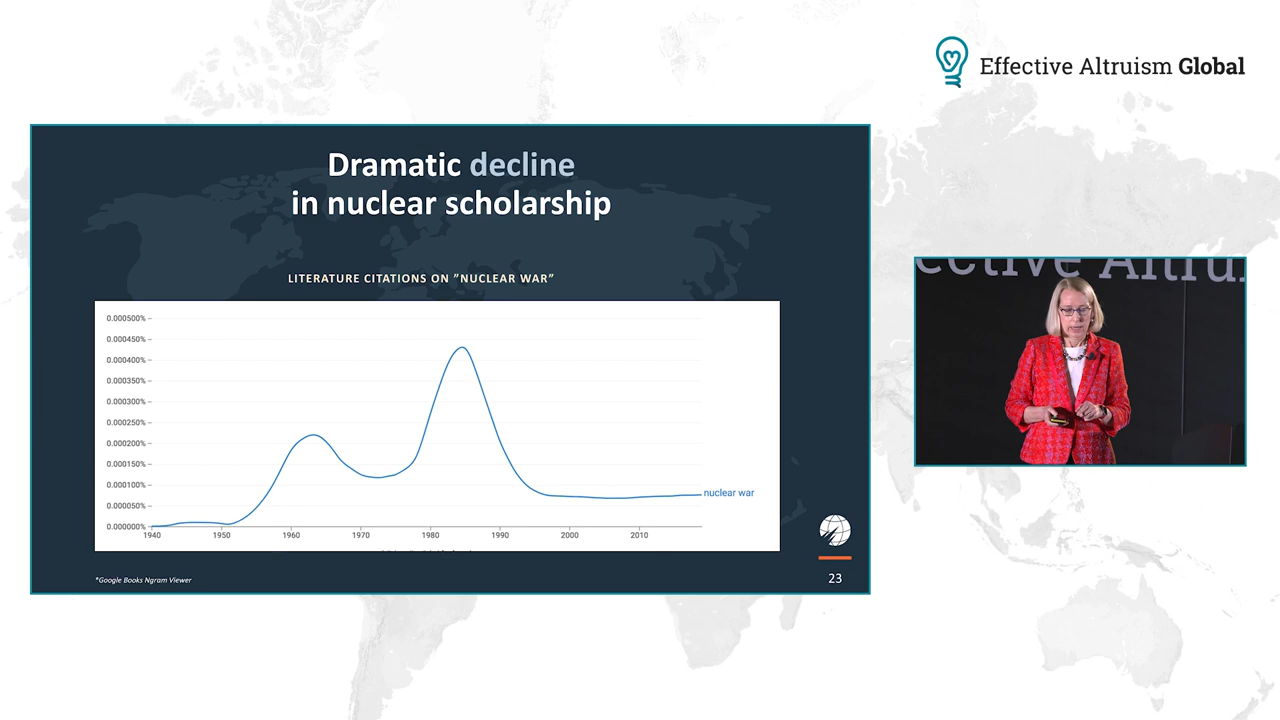 Effective Altruism Global
Dramatic decline
in nuclear scholarship
LITERATURE CITATIONS ON ”NUCLEAR WAR”
0.000500%
0.000450%
0.000400%
0.000350%
0.000300%
0.000250%
0.000200%
0.000150%
0.000100%
0.000050%
0.000000%
nuclear war
1940 1950 1960 1970 1980 1990 2000 2010
*Google Books Ngram Viewer
23